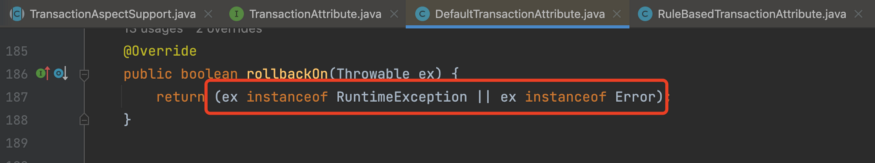 TransactionAspectSupport.java TransactionAttribute.java DefaultTransactionAttribute.java RuleBasedTransactionAttribute.java
13 usages 2 overrides
185 @Override
186 public boolean rollbackOn(Throwable ex) {
187 return (ex instanceof RuntimeException || ex instanceof Error);
188 }
189